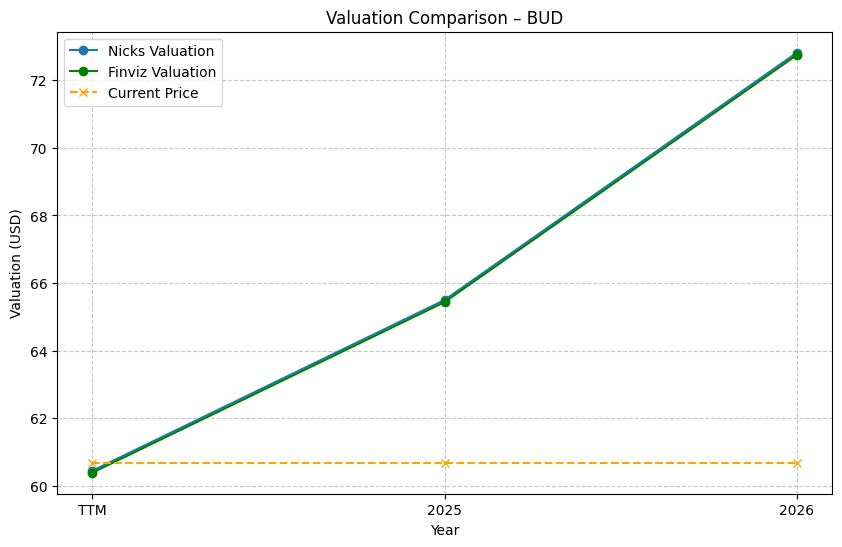 Valuation Comparison – BUD
Nicks Valuation
Finviz Valuation
Current Price
Valuation (USD)
72
70
68
66
64
62
60
TTM
2025
2026
Year